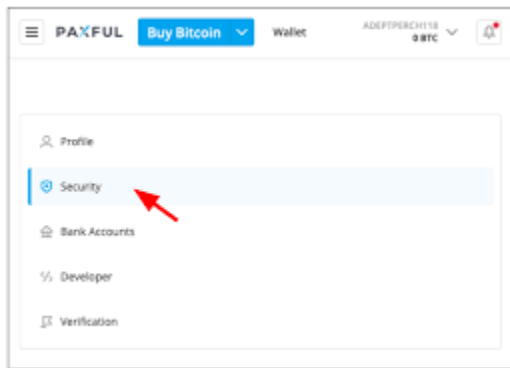 PAXFUL Buy Bitcoin Wallet ADEPTPERCH118
0 BTC
Profile
Security
Bank Accounts
Developer
Verification